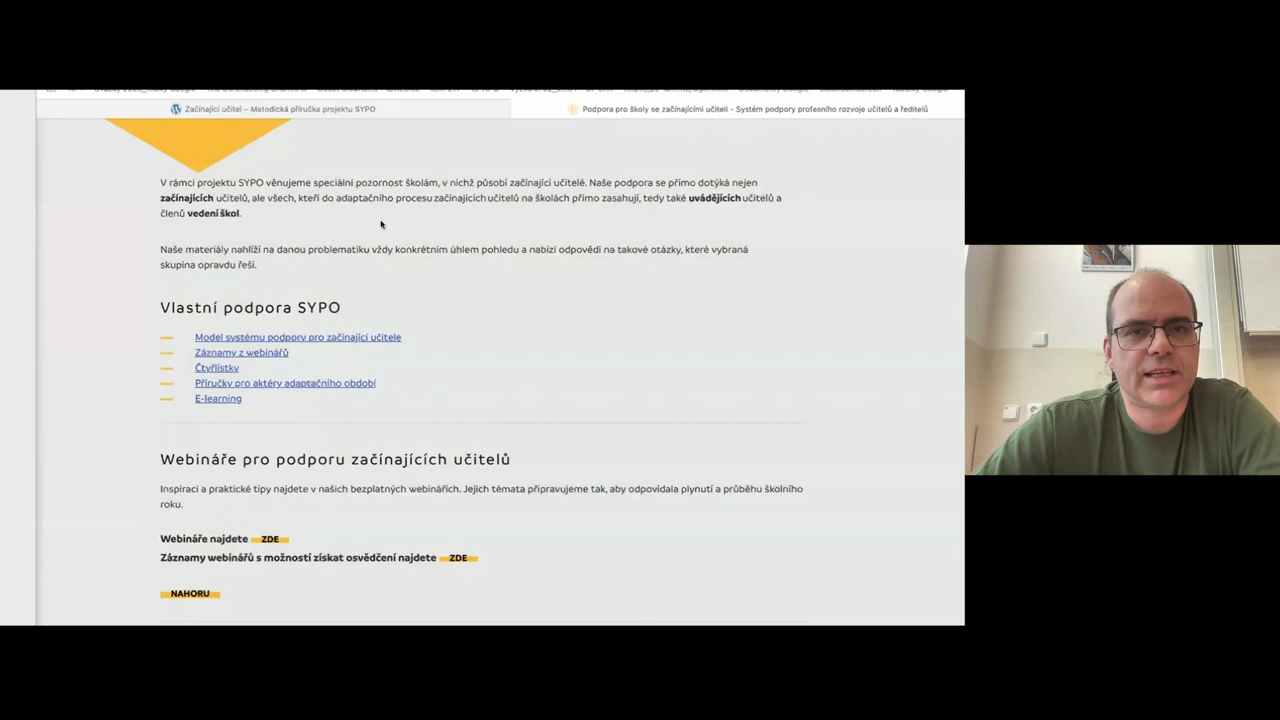 Začínající učitel – Metodická příručka projektu SYPO
Podpora pro školy se začínajícími učiteli - Systém podpory profesního rozvoje učitelů a ředitelů
V rámci projektu SYPO věnujeme speciální pozornost školám, v nichž působí začínající učitelé. Naše podpora se přímo dotýká nejen
začínajících učitelů, ale všech, kteří do adaptačního procesu začínajících učitelů na školách přímo zasahují, tedy také uvádějících učitelů a
členů vedení škol.
Naše materiály nahlíží na danou problematiku vždy konkrétním úhlem pohledu a nabízí odpovědi na takové otázky, které vybraná
skupina opravdu řeší.
Vlastní podpora SYPO
Model systému podpory pro začínající učitele
Záznamy z webinářů
Čtyřlístky
Příručky pro aktéry adaptačního období
E-learning
Webináře pro podporu začínajících učitelů
Inspiraci a praktické tipy najdete v našich bezplatných webinářích. Jejich témata připravujeme tak, aby odpovídala plynutí a průběhu školního
roku.
Webináře najdete ZDE
Záznamy webinářů s možností získat osvědčení najdete ZDE
NAHORU